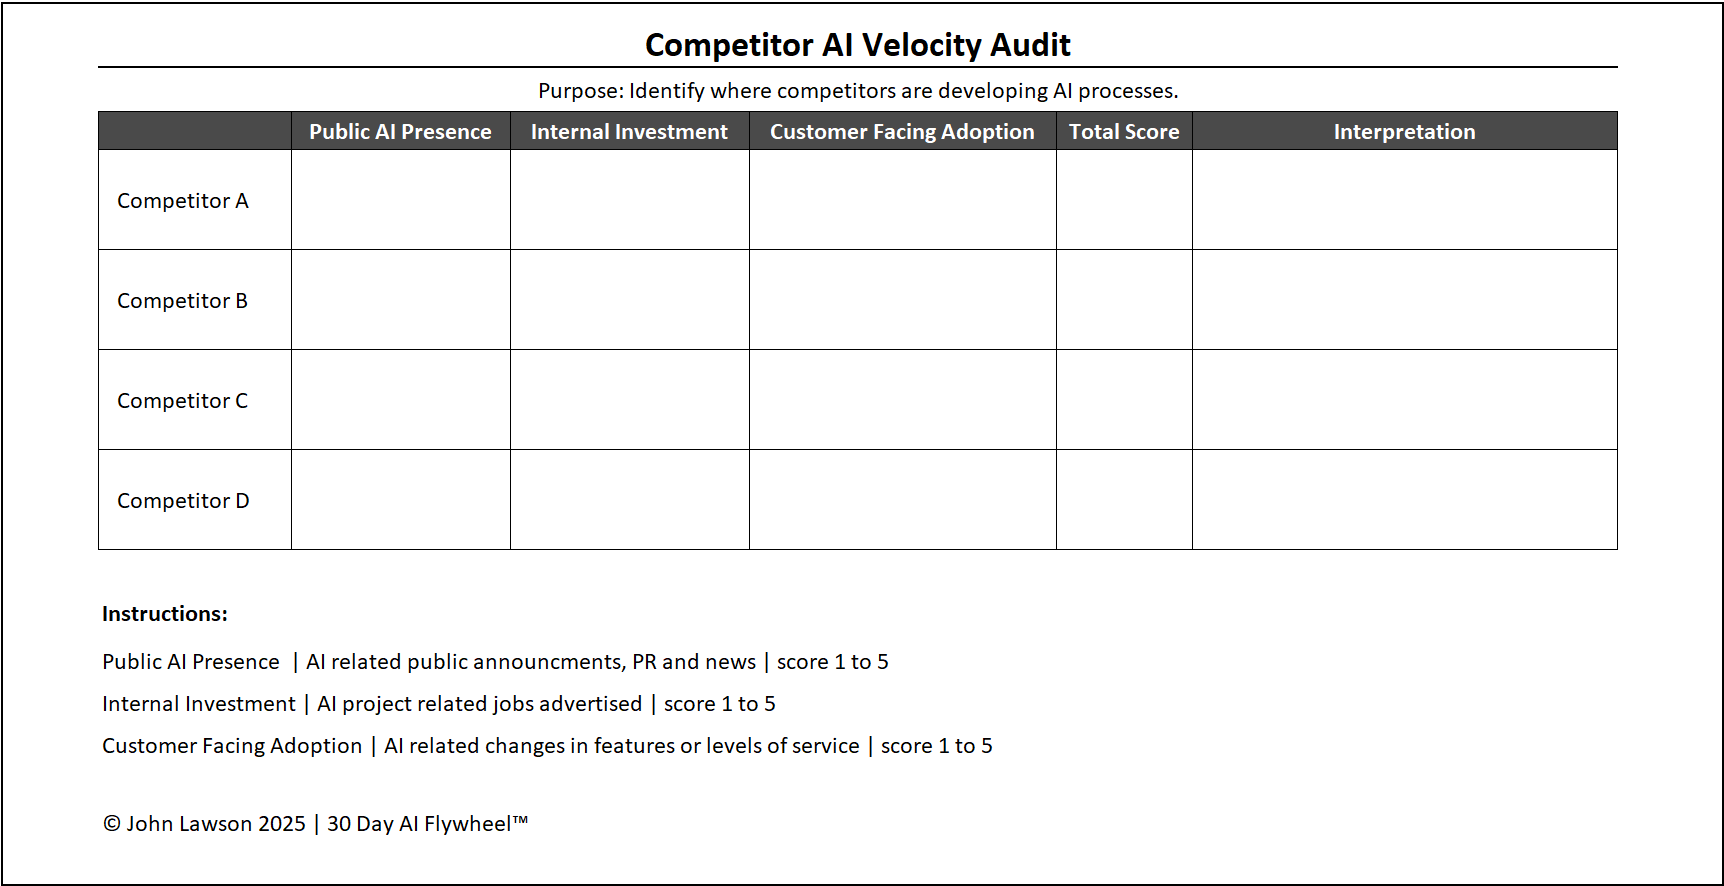 Competitor AI Velocity Audit
Purpose: Identify where competitors are developing AI processes.
Public AI Presence Internal Investment Customer Facing Adoption Total Score Interpretation
Competitor A
Competitor B
Competitor C
Competitor D
Instructions:
Public AI Presence | AI related public announcments, PR and news | score 1 to 5
Internal Investment | AI project related jobs advertised | score 1 to 5
Customer Facing Adoption | AI related changes in features or levels of service | score 1 to 5
© John Lawson 2025 | 30 Day AI Flywheel™